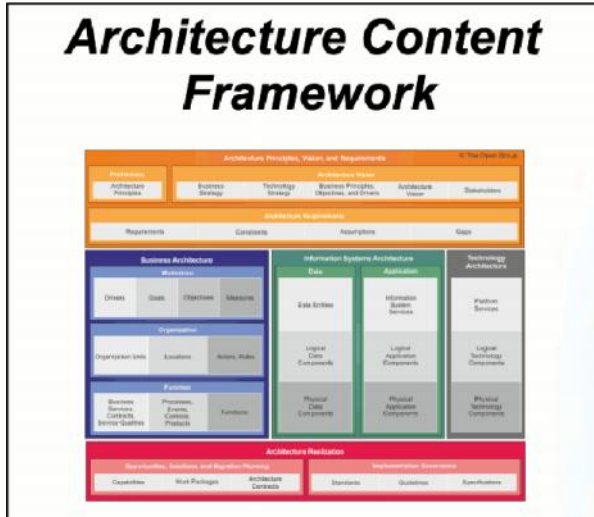 Architecture Content
Framework
Architecture Principles, Vision, and Requirements
© The Open Group
Preliminary
Architecture Vision
Architecture
Principles
Business
Strategy
Technology
Strategy
Business Principles,
Objectives, and Drivers
Architecture
Vision
Stakeholders
Architecture Requirements
Requirements
Constraints
Assumptions
Gaps
Business Architecture
Motivation
Drivers
Goals
Objectives
Measures
Organization
Organization Units
Locations
Actors, Roles
Function
Business
Services,
Contracts,
Service Qualities
Processes,
Events,
Controls,
Products
Functions
Information Systems Architecture
Data
Application
Data Entities
Information
System
Services
Logical
Data
Components
Logical
Application
Components
Physical
Data
Components
Physical
Application
Components
Technology
Architecture
Platform
Services
Logical
Technology
Components
Physical
Technology
Components
Architecture Realization
Opportunities, Solutions, and Migration Planning
Implementation Governance
Capabilities
Work Packages
Architecture
Contracts
Standards
Guidelines
Specifications